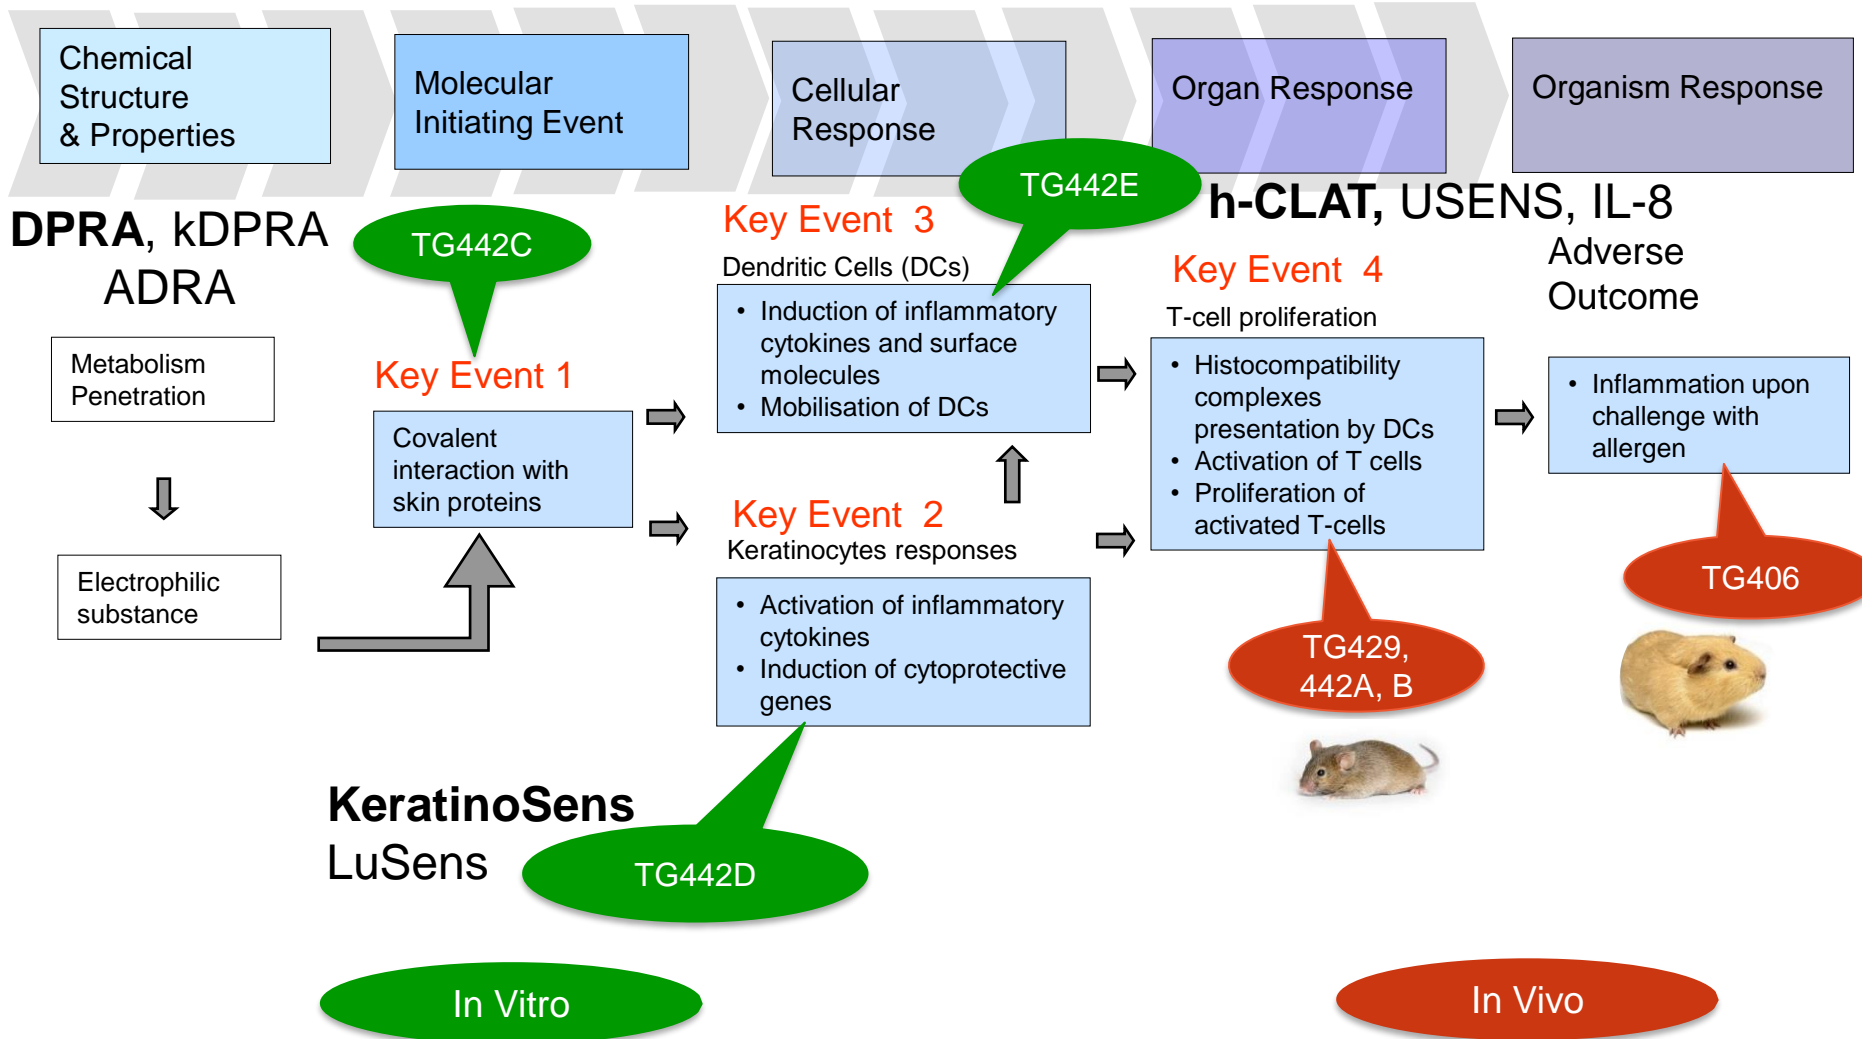 Chemical
Structure
& Properties
Molecular
Initiating Event
Cellular
Response
Organ Response
Organism Response
DPRA, kDPRA
ADRA
TG442C
TG442E
h-CLAT, USENS, IL-8
Metabolism
Penetration
Electrophilic
substance
Key Event 1
Covalent
interaction with
skin proteins
Key Event 3
Dendritic Cells (DCs)
• Induction of inflammatory
cytokines and surface
molecules
• Mobilisation of DCs
Key Event 2
Keratinocytes responses
• Activation of inflammatory
cytokines
• Induction of cytoprotective
genes
Key Event 4
T-cell proliferation
• Histocompatibility
complexes
presentation by DCs
• Activation of T cells
• Proliferation of
activated T-cells
Adverse
Outcome
• Inflammation upon
challenge with
allergen
TG406
TG429,
442A, B
KeratinoSens
LuSens
TG442D
In Vitro
In Vivo